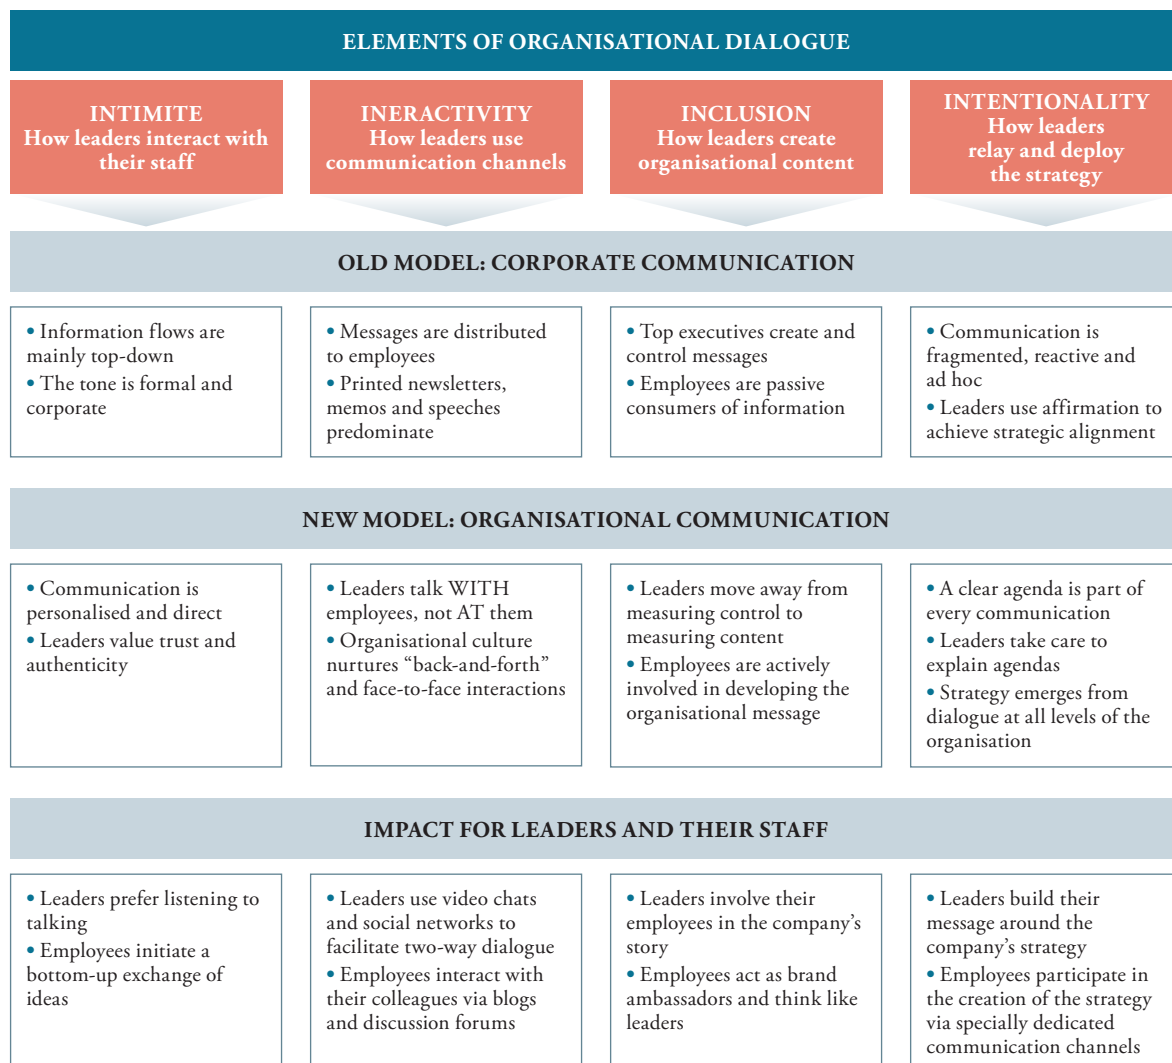 ELEMENTS OF ORGANISATIONAL DIALOGUE
INTIMITE
How leaders interact with
their staff
INERACTIVITY
How leaders use
communication channels
INCLUSION
How leaders create
organisational content
INTENTIONALITY
How leaders
relay and deploy
the strategy
OLD MODEL: CORPORATE COMMUNICATION
• Information flows are
mainly top-down
• The tone is formal and
corporate
• Messages are distributed
to employees
• Printed newsletters,
memos and speeches
predominate
• Top executives create and
control messages
• Employees are passive
consumers of information
• Communication is
fragmented, reactive and
ad hoc
• Leaders use affirmation to
achieve strategic alignment
NEW MODEL: ORGANISATIONAL COMMUNICATION
• Communication is
personalised and direct
• Leaders value trust and
authenticity
• Leaders talk WITH
employees, not AT them
• Organisational culture
nurtures “back-and-forth”
and face-to-face interactions
• Leaders move away from
measuring control to
measuring content
• Employees are actively
involved in developing the
organisational message
• A clear agenda is part of
every communication
• Leaders take care to
explain agendas
• Strategy emerges from
dialogue at all levels of the
organisation
IMPACT FOR LEADERS AND THEIR STAFF
• Leaders prefer listening to
talking
• Employees initiate a
bottom-up exchange of
ideas
• Leaders use video chats
and social networks to
facilitate two-way dialogue
• Employees interact with
their colleagues via blogs
and discussion forums
• Leaders involve their
employees in the company’s
story
• Employees act as brand
ambassadors and think like
leaders
• Leaders build their
message around the
company’s strategy
• Employees participate in
the creation of the strategy
via specially dedicated
communication channels